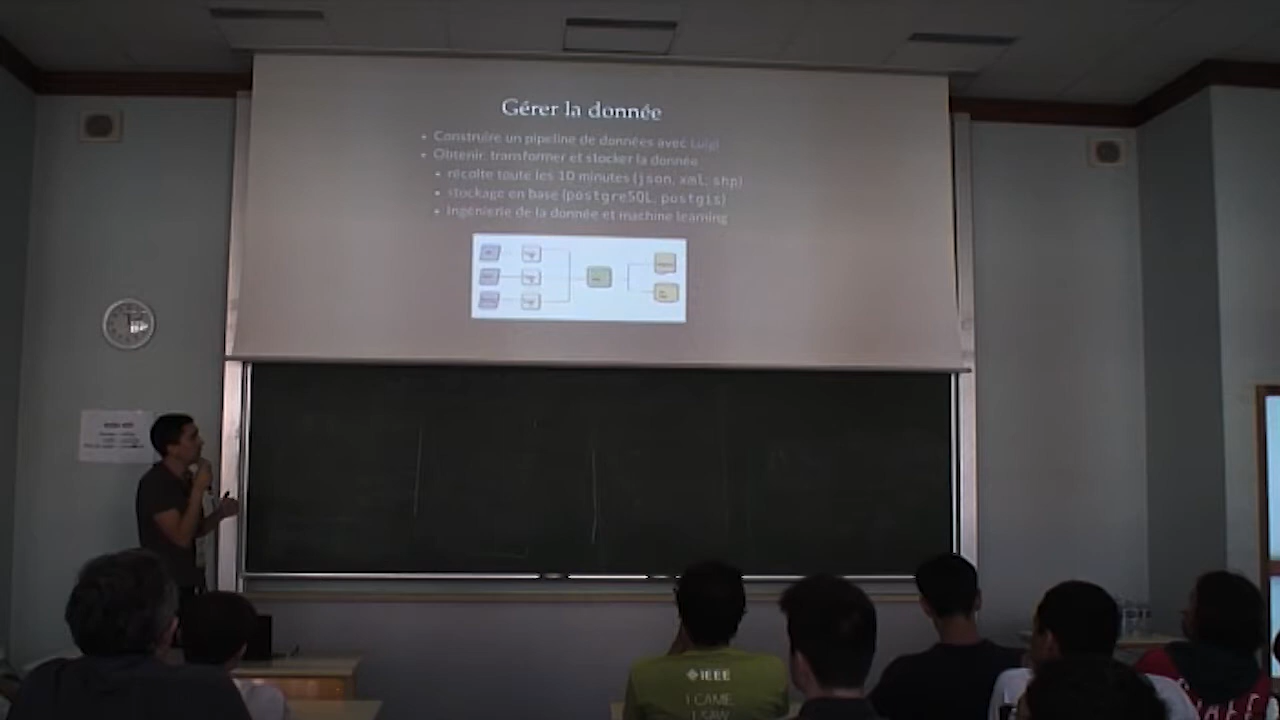 Gérer la donnée
• Construire un pipeline de données avec Luigi
• Obtenir, transformer et stocker la donnée
• récolte toute les 10 minutes (json, xml, shp)
• stockage en base (postgreSQL, postgis)
• Ingénierie de la donnée et machine learning
IEEE
I CAME
I SAW